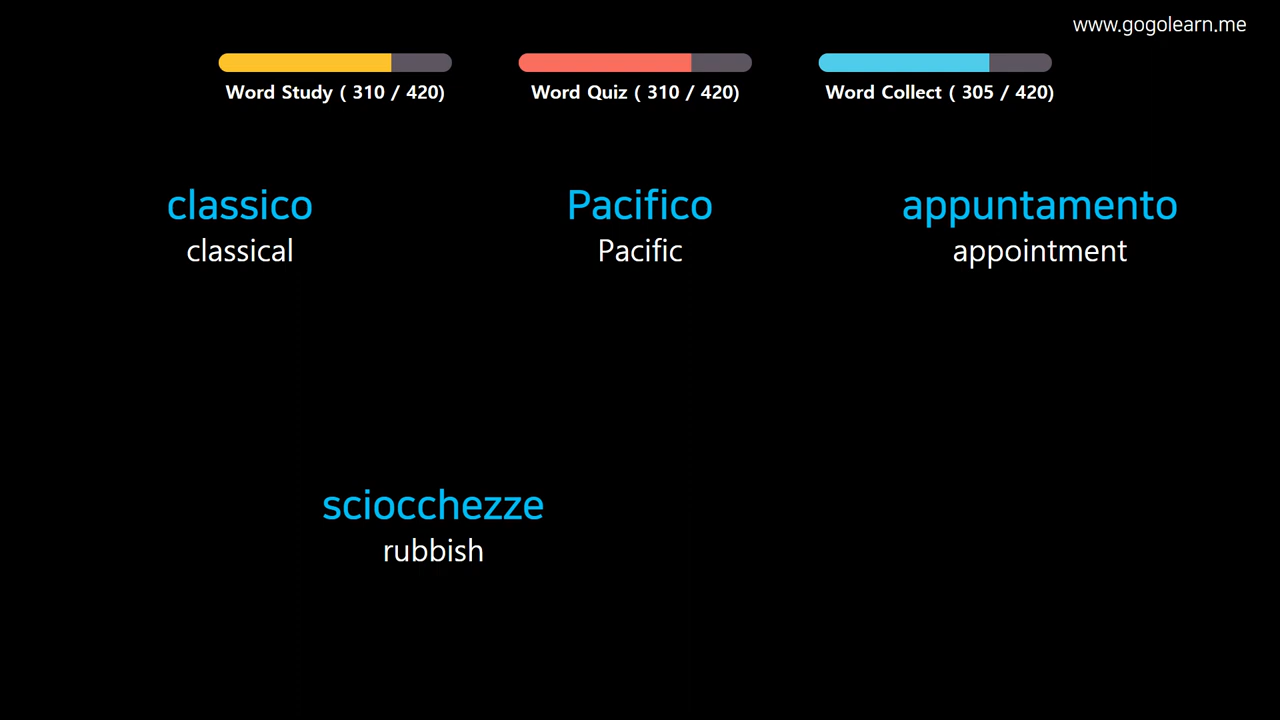 www.gogolearn.me
Word Study ( 310 / 420)
Word Quiz ( 310 / 420)
Word Collect ( 305 / 420)
classico
classical
Pacifico
Pacific
appuntamento
appointment
sciocchezze
rubbish